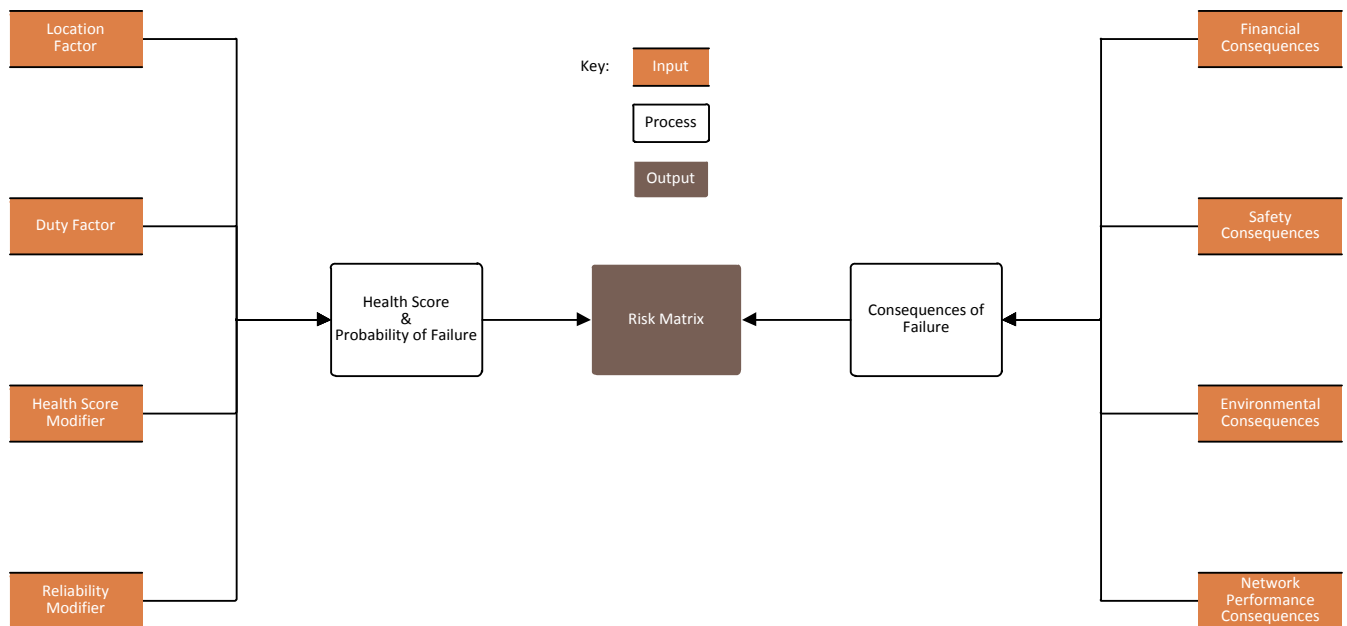 Location
Factor
Financial
Consequences
Key:
Input
Process
Output
Duty Factor
Safety
Consequences
Health Score
&
Probability of Failure
Risk Matrix
Consequences of
Failure
Health Score
Modifier
Environmental
Consequences
Reliability
Modifier
Network
Performance
Consequences